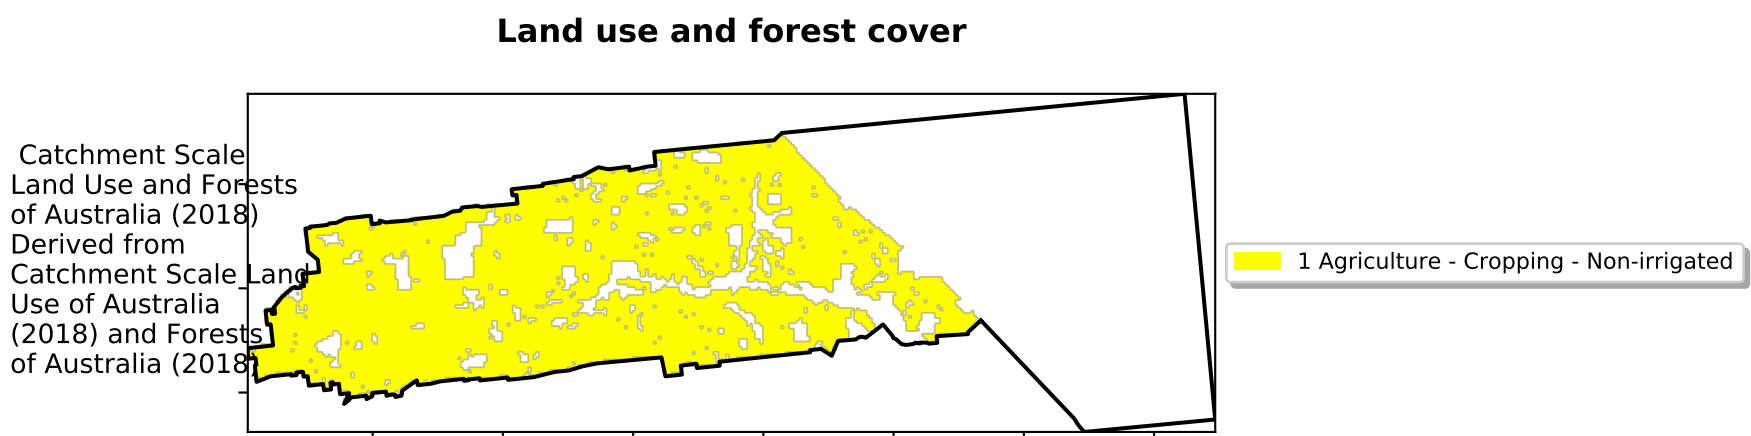 Land use and forest cover
Catchment Scale
Land Use and Forests
of Australia (2018)
Derived from
Catchment Scale Land
Use of Australia
(2018) and Forests
of Australia (2018
1 Agriculture - Cropping - Non-irrigated